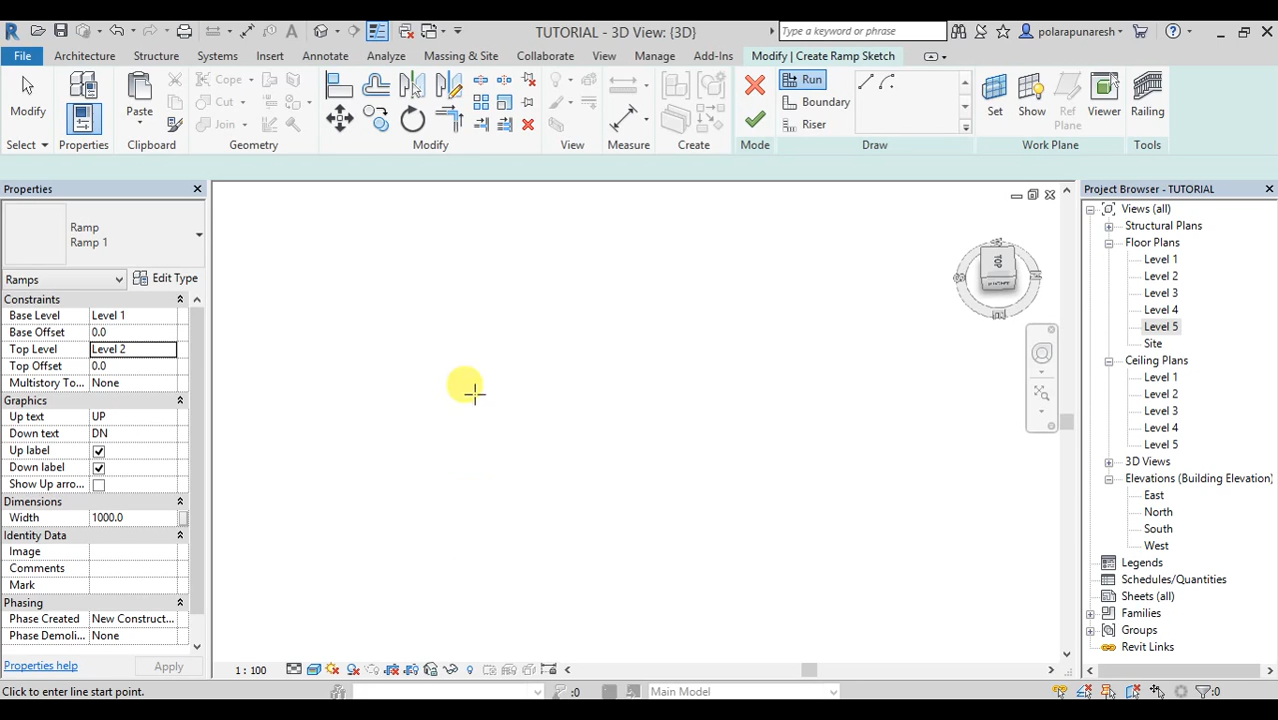 TUTORIAL - 3D View: {3D}
Type a keyword or phrase
polarapunaresh
File
Architecture
Structure
Systems
Insert
Annotate
Analyze
Massing & Site
Collaborate
View
Manage
Add-Ins
Modify | Create Ramp Sketch
Modify
Paste
Cope
Cut
Join
Run
Boundary
Riser
Set
Show
Ref
Plane
Viewer
Railing
Select
Properties
Clipboard
Geometry
Modify
View
Measure
Create
Mode
Draw
Work Plane
Tools
Properties
Ramp
Ramp 1
Ramps
Edit Type
Constraints
Base Level Level 1
Base Offset 0.0
Top Level Level 2
Top Offset 0.0
Multistory To... None
Graphics
Up text UP
Down text DN
Up label
Down label
Show Up arro...
Dimensions
Width 1000.0
Identity Data
Image
Comments
Mark
Phasing
Phase Created New Construct...
Phase Demoli... None
Properties help
Apply
TOP
1 : 100
Project Browser - TUTORIAL
Views (all)
Structural Plans
Floor Plans
Level 1
Level 2
Level 3
Level 4
Level 5
Site
Ceiling Plans
Level 1
Level 2
Level 3
Level 4
Level 5
3D Views
Elevations (Building Elevation)
East
North
South
West
Legends
Schedules/Quantities
Sheets (all)
Families
Groups
Revit Links
Click to enter line start point.
:0
Main Model
:0